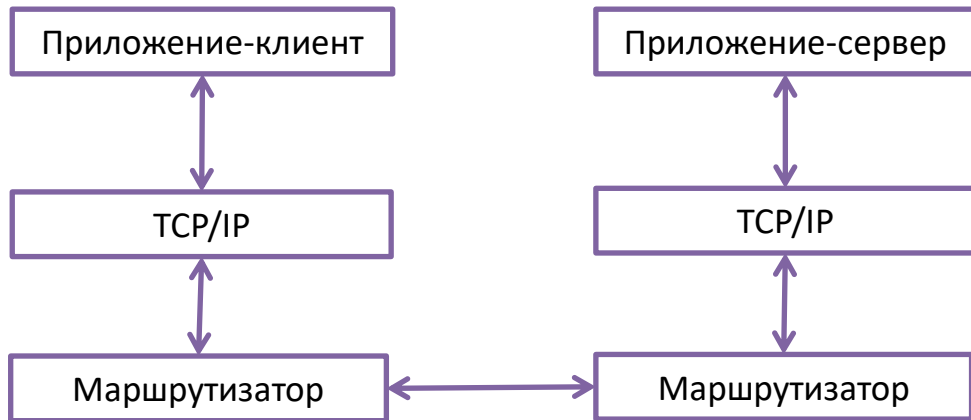 Приложение-клиент
Приложение-сервер
TCP/IP
TCP/IP
Маршрутизатор
Маршрутизатор